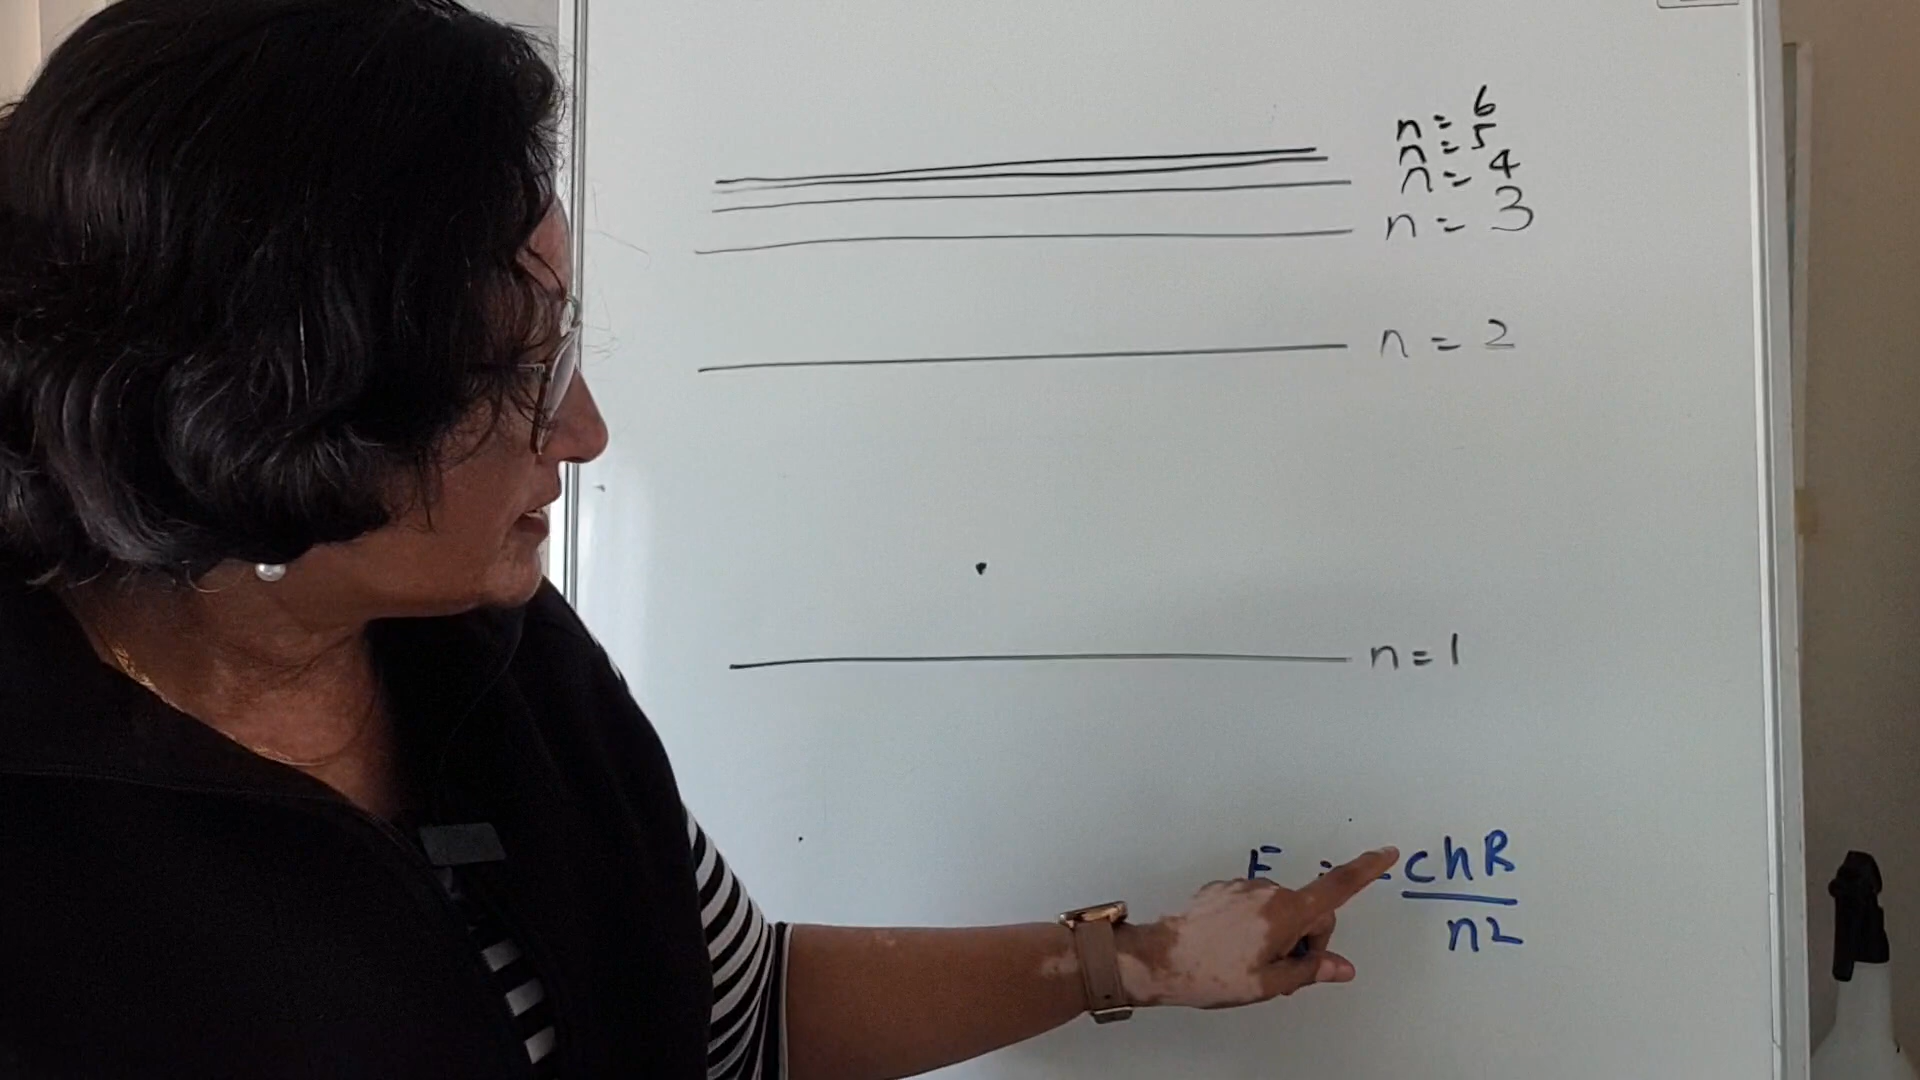 n = 6
n = 5
n = 4
n = 3
n = 2
n = 1
E = - chR
n2